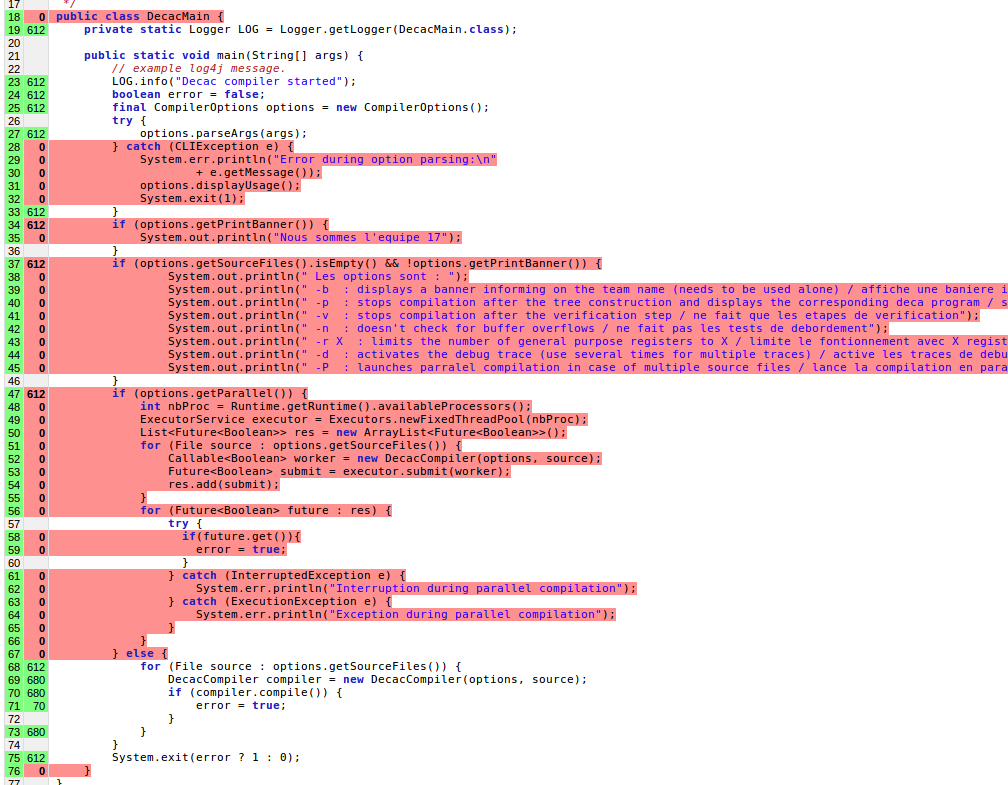 17  */
18 0 public class DecacMain {
19 612 private static Logger LOG = Logger.getLogger(DecacMain.class);
20
21 public static void main(String[] args) {
22 // example log4j message.
23 612 LOG.info("Decac compiler started");
24 612 boolean error = false;
25 612 final CompilerOptions options = new CompilerOptions();
26 try {
27 612 options.parseArgs(args);
28 0 } catch (CLIException e) {
29 0 System.err.println("Error during option parsing:\n"
30 0 + e.getMessage());
31 0 options.displayUsage();
32 0 System.exit(1);
33 612 }
34 612 if (options.getPrintBanner()) {
35 0 System.out.println("Nous sommes l'equipe 17");
36 }
37 612 if (options.getSourceFiles().isEmpty() && !options.getPrintBanner()) {
38 0 System.out.println(" Les options sont : ");
39 0 System.out.println(" -b  : displays a banner informing on the team name (needs to be used alone) / affiche une baniere i
40 0 System.out.println(" -p  : stops compilation after the tree construction and displays the corresponding deca program / s
41 0 System.out.println(" -v  : stops compilation after the verification step / ne fait que les etapes de verification");
42 0 System.out.println(" -n  : doesn't check for buffer overflows / ne fait pas les tests de debordement");
43 0 System.out.println(" -r X  : limits the number of general purpose registers to X / limite le fontionnement avec X regist
44 0 System.out.println(" -d  : activates the debug trace (use several times for multiple traces) / active les traces de debu
45 0 System.out.println(" -P  : launches parralel compilation in case of multiple source files / lance la compilation en para
46 }
47 612 if (options.getParallel()) {
48 0 int nbProc = Runtime.getRuntime().availableProcessors();
49 0 ExecutorService executor = Executors.newFixedThreadPool(nbProc);
50 0 List<Future<Boolean>> res = new ArrayList<Future<Boolean>>();
51 0 for (File source : options.getSourceFiles()) {
52 0 Callable<Boolean> worker = new DecacCompiler(options, source);
53 0 Future<Boolean> submit = executor.submit(worker);
54 0 res.add(submit);
55 0 }
56 0 for (Future<Boolean> future : res) {
57 try {
58 0 if(future.get()){
59 0 error = true;
60 }
61 0 } catch (InterruptedException e) {
62 0 System.err.println("Interruption during parallel compilation");
63 0 } catch (ExecutionException e) {
64 0 System.err.println("Exception during parallel compilation");
65 0 }
66 0 }
67 0 } else {
68 612 for (File source : options.getSourceFiles()) {
69 680 DecacCompiler compiler = new DecacCompiler(options, source);
70 680 if (compiler.compile()) {
71 70 error = true;
72 }
73 680 }
74 }
75 612 System.exit(error ? 1 : 0);
76 0 }
77 }